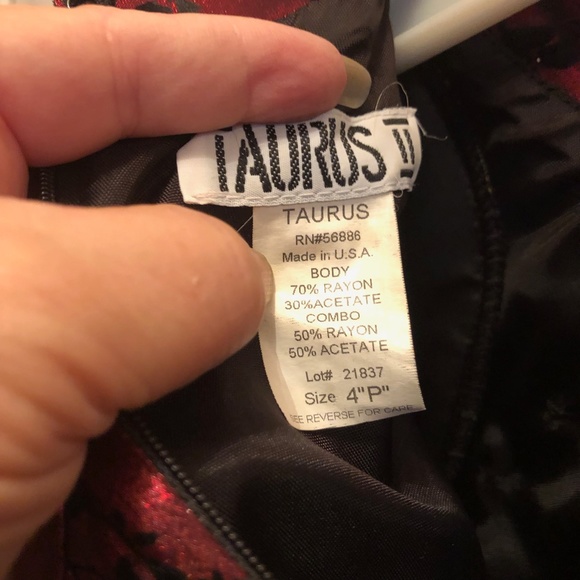 TAURUS II
TAURUS
RN#56886
Made in U.S.A.
BODY
70% RAYON
30%ACETATE
COMBO
50% RAYON
50% ACETATE
Lot# 21837
Size 4"P"
SEE REVERSE FOR CARE